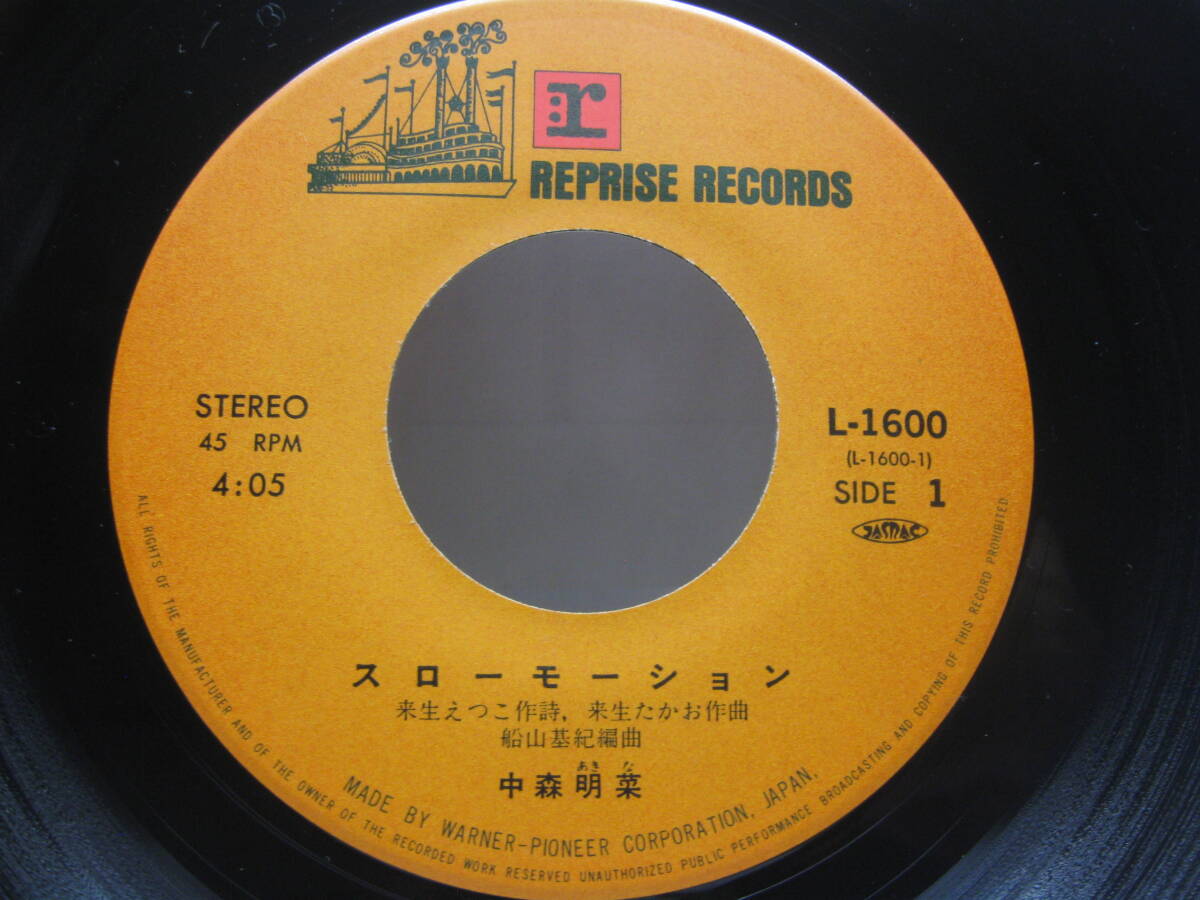 r
REPRISE RECORDS
STEREO
45 RPM
4:05
L-1600
(L-1600-1)
SIDE 1
JASRAC
スローモーション
来生えつこ作詩, 来生たかお作曲
船山基紀編曲
あき な
中森明菜
MADE BY WARNER-PIONEER CORPORATION, JAPAN.
ALL RIGHTS OF THE MANUFACTURER AND OF THE OWNER OF THE RECORDED WORK RESERVED UNAUTHORIZED PUBLIC PERFORMANCE BROADCASTING AND COPYING OF THIS RECORD PROHIBITED